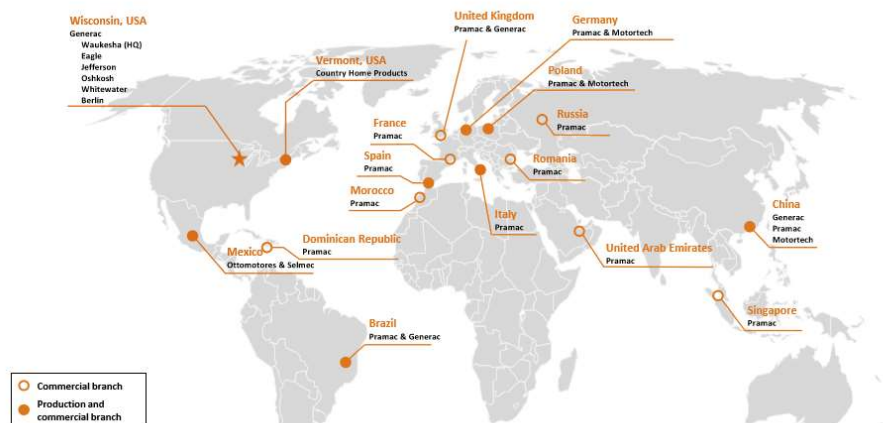 Wisconsin, USA
Generac
Waukesha (HQ)
Eagle
Jefferson
Oshkosh
Whitewater
Berlin
Vermont, USA
Country Home Products
United Kingdom
Pramac & Generac
Germany
Pramac & Motortech
Poland
Pramac & Motortech
France
Pramac
Russia
Pramac
Spain
Pramac
Romania
Pramac
Morocco
Pramac
Italy
Pramac
China
Generac
Pramac
Motortech
Mexico
Ottomotores & Selmec
Dominican Republic
Pramac
United Arab Emirates
Pramac
Singapore
Pramac
Brazil
Pramac & Generac
Commercial branch
Production and
commercial branch